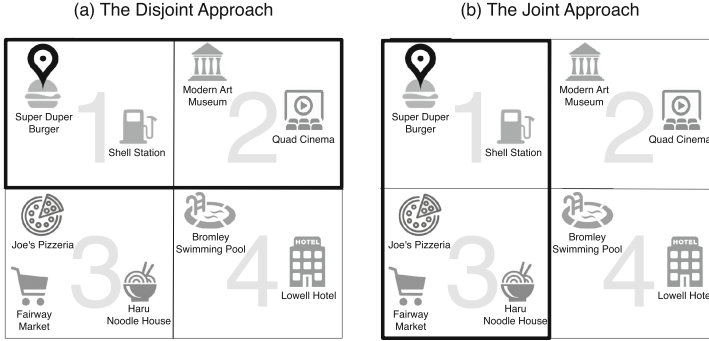 (a) The Disjoint Approach
Super Duper
Burger
1
Shell Station
Modern Art
Museum
2
Quad Cinema
Joe's Pizzeria
3
Fairway
Market
Haru
Noodle House
Bromley
Swimming Pool
4
HOTEL
Lowell Hotel
(b) The Joint Approach
Super Duper
Burger
1
Shell Station
Modern Art
Museum
2
Quad Cinema
Joe's Pizzeria
3
Fairway
Market
Haru
Noodle House
Bromley
Swimming Pool
4
HOTEL
Lowell Hote